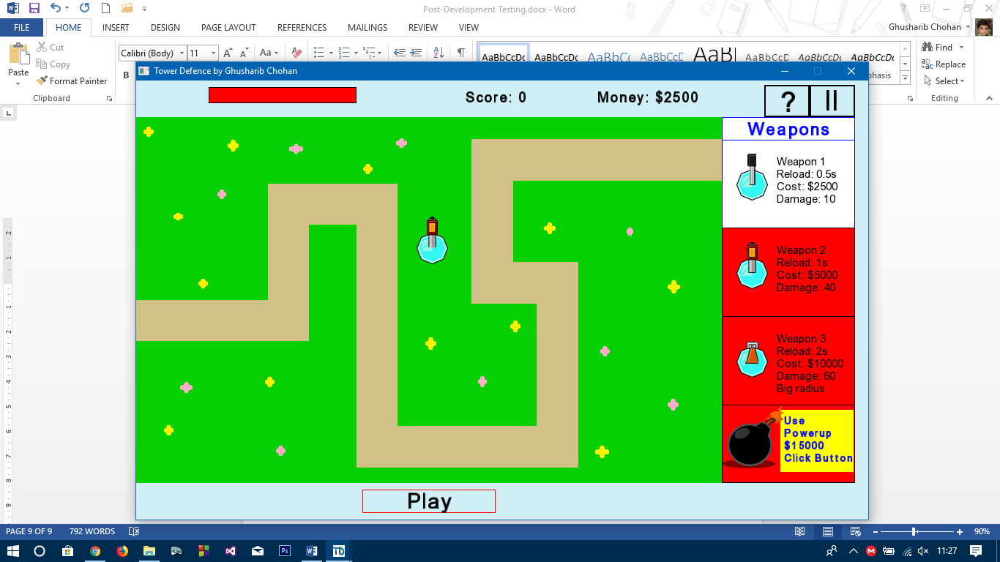 Post-Development Testing.docx - Word
FILE HOME INSERT DESIGN PAGE LAYOUT REFERENCES MAILINGS REVIEW VIEW
Ghusharib Chohan
Paste
Cut
Copy
Format Painter
Clipboard
Calibri (Body) 11
B
AaBbCcDc AaBbCcDc AaBbCc AaBbCcD AaBl AaBbCcD AaBbCcDc AaBbCcDc
Find
Replace
Select
Editing
Tower Defence by Ghusharib Chohan
Score: 0
Money: $2500
?
Weapons
Weapon 1
Reload: 0.5s
Cost: $2500
Damage: 10
Weapon 2
Reload: 1s
Cost: $5000
Damage: 40
Weapon 3
Reload: 2s
Cost: $10000
Damage: 60
Big radius
Use
Powerup
$15000
Click Button
Play
PAGE 9 OF 9 792 WORDS
90%
11:27